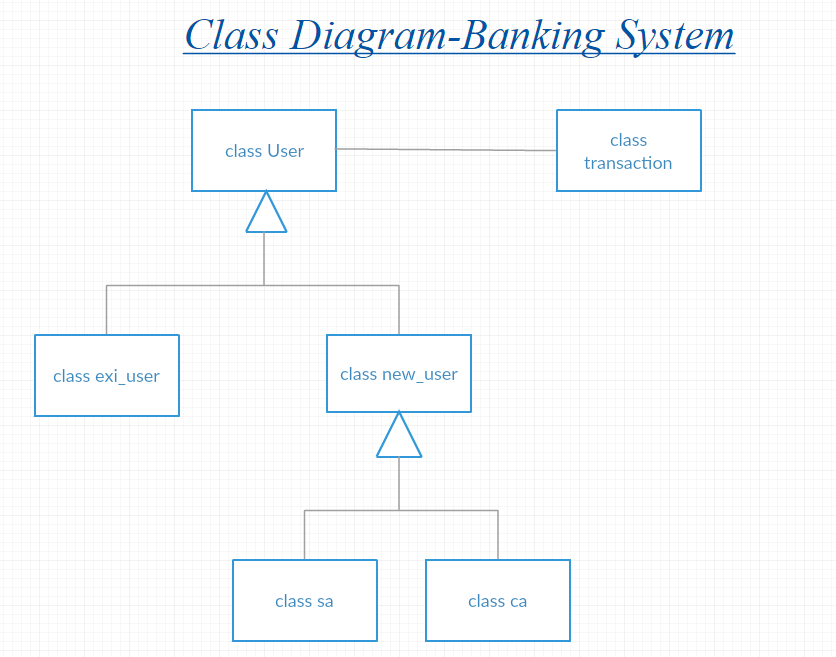 Class Diagram-Banking System
class User
class
transaction
class exi_user
class new_user
class sa
class ca